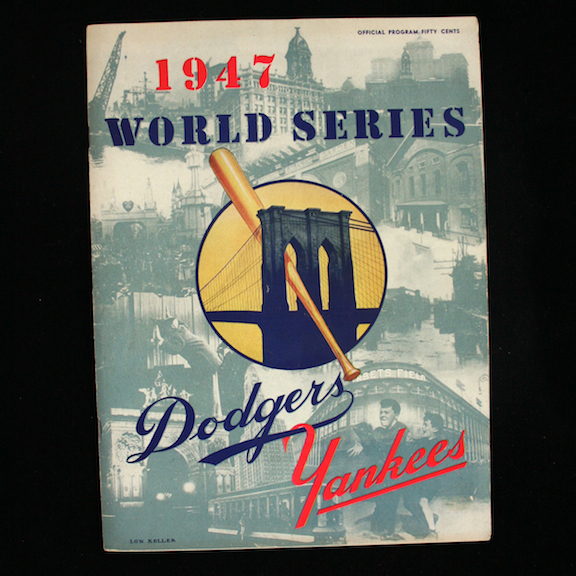 OFFICIAL PROGRAM FIFTY CENTS
1947
WORLD SERIES
Dodgers
Yankees
LON KELLER